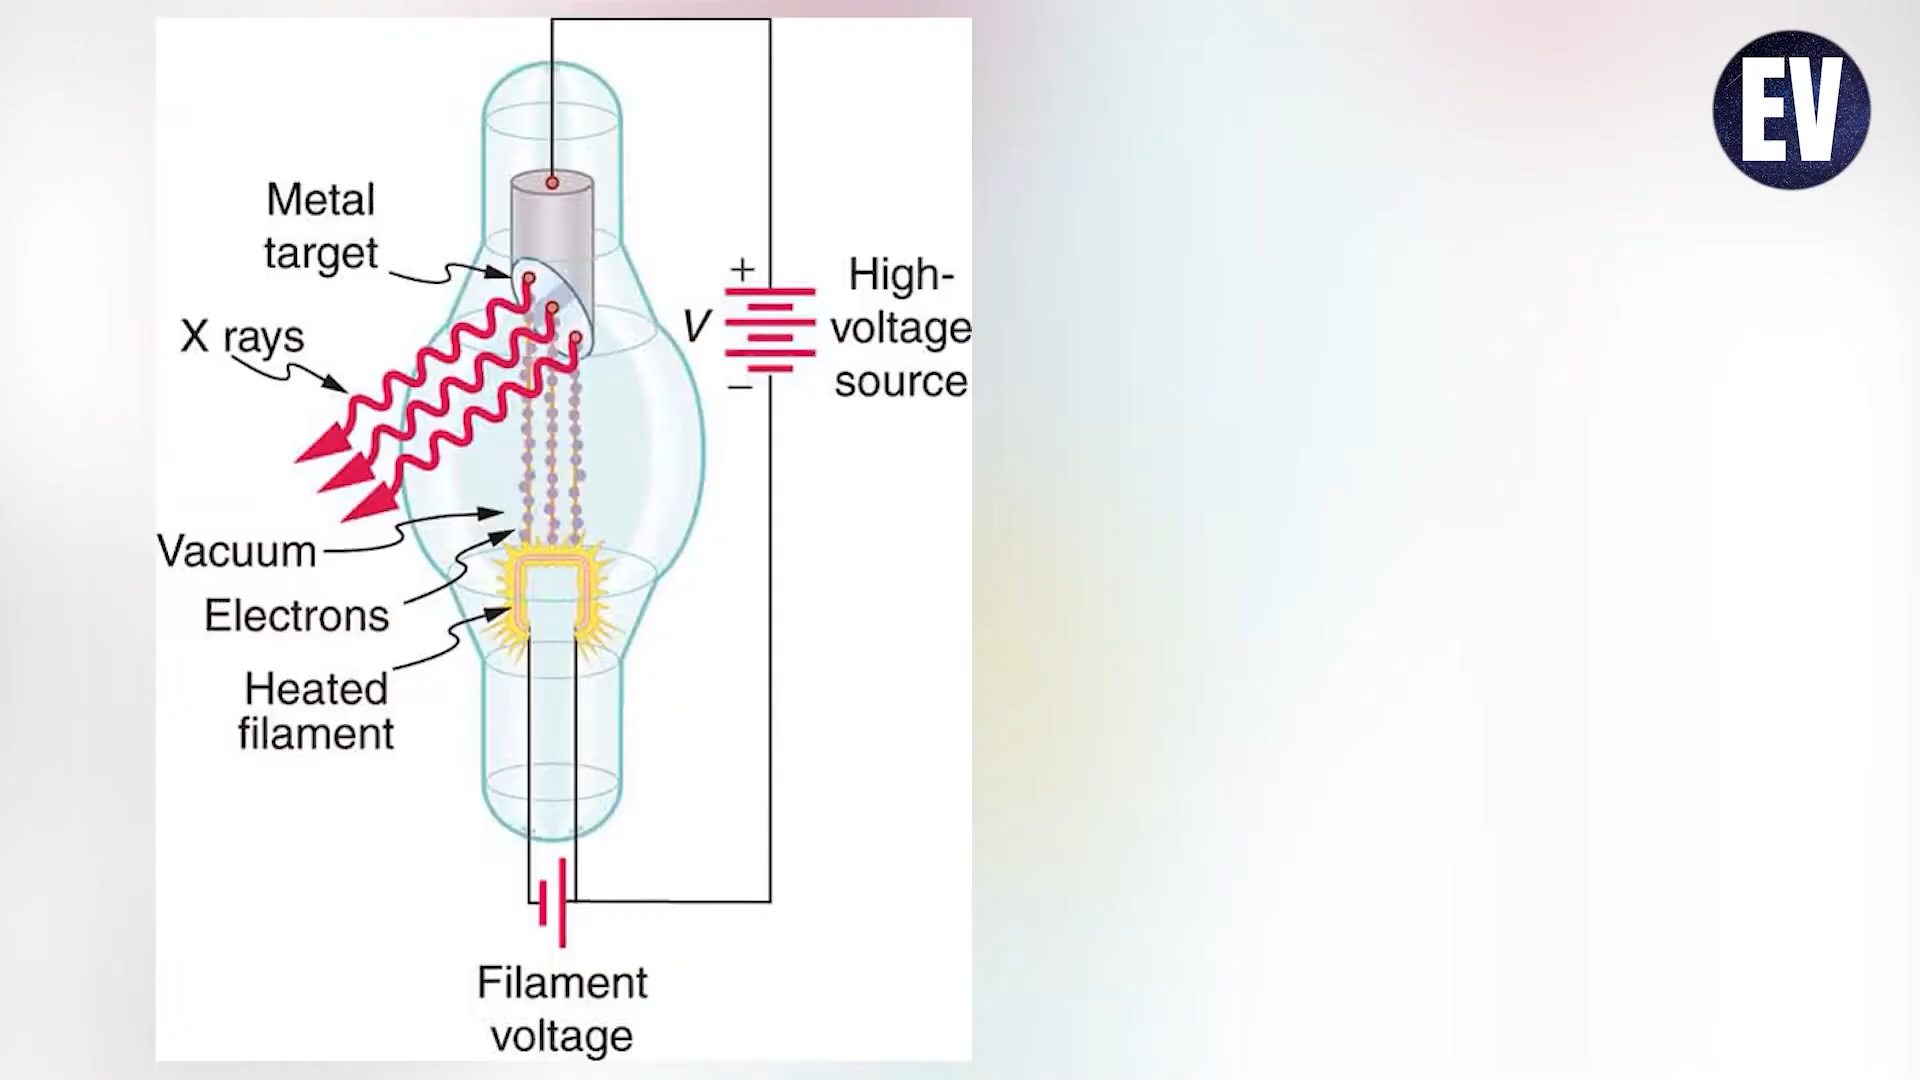 EV
Metal
target
X rays
+
V
−
High-
voltage
source
Vacuum
Electrons
Heated
filament
Filament
voltage